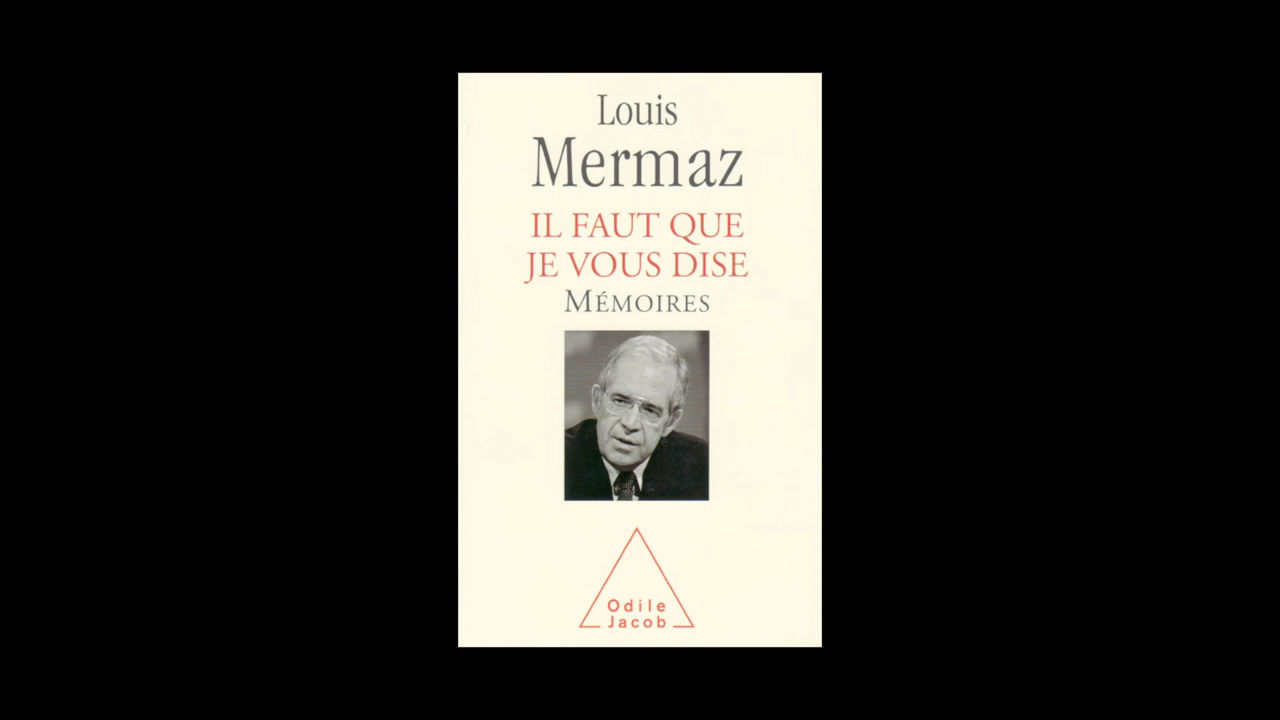 Louis
Mermaz
IL FAUT QUE
JE VOUS DISE
MÉMOIRES
Odile
Jacob